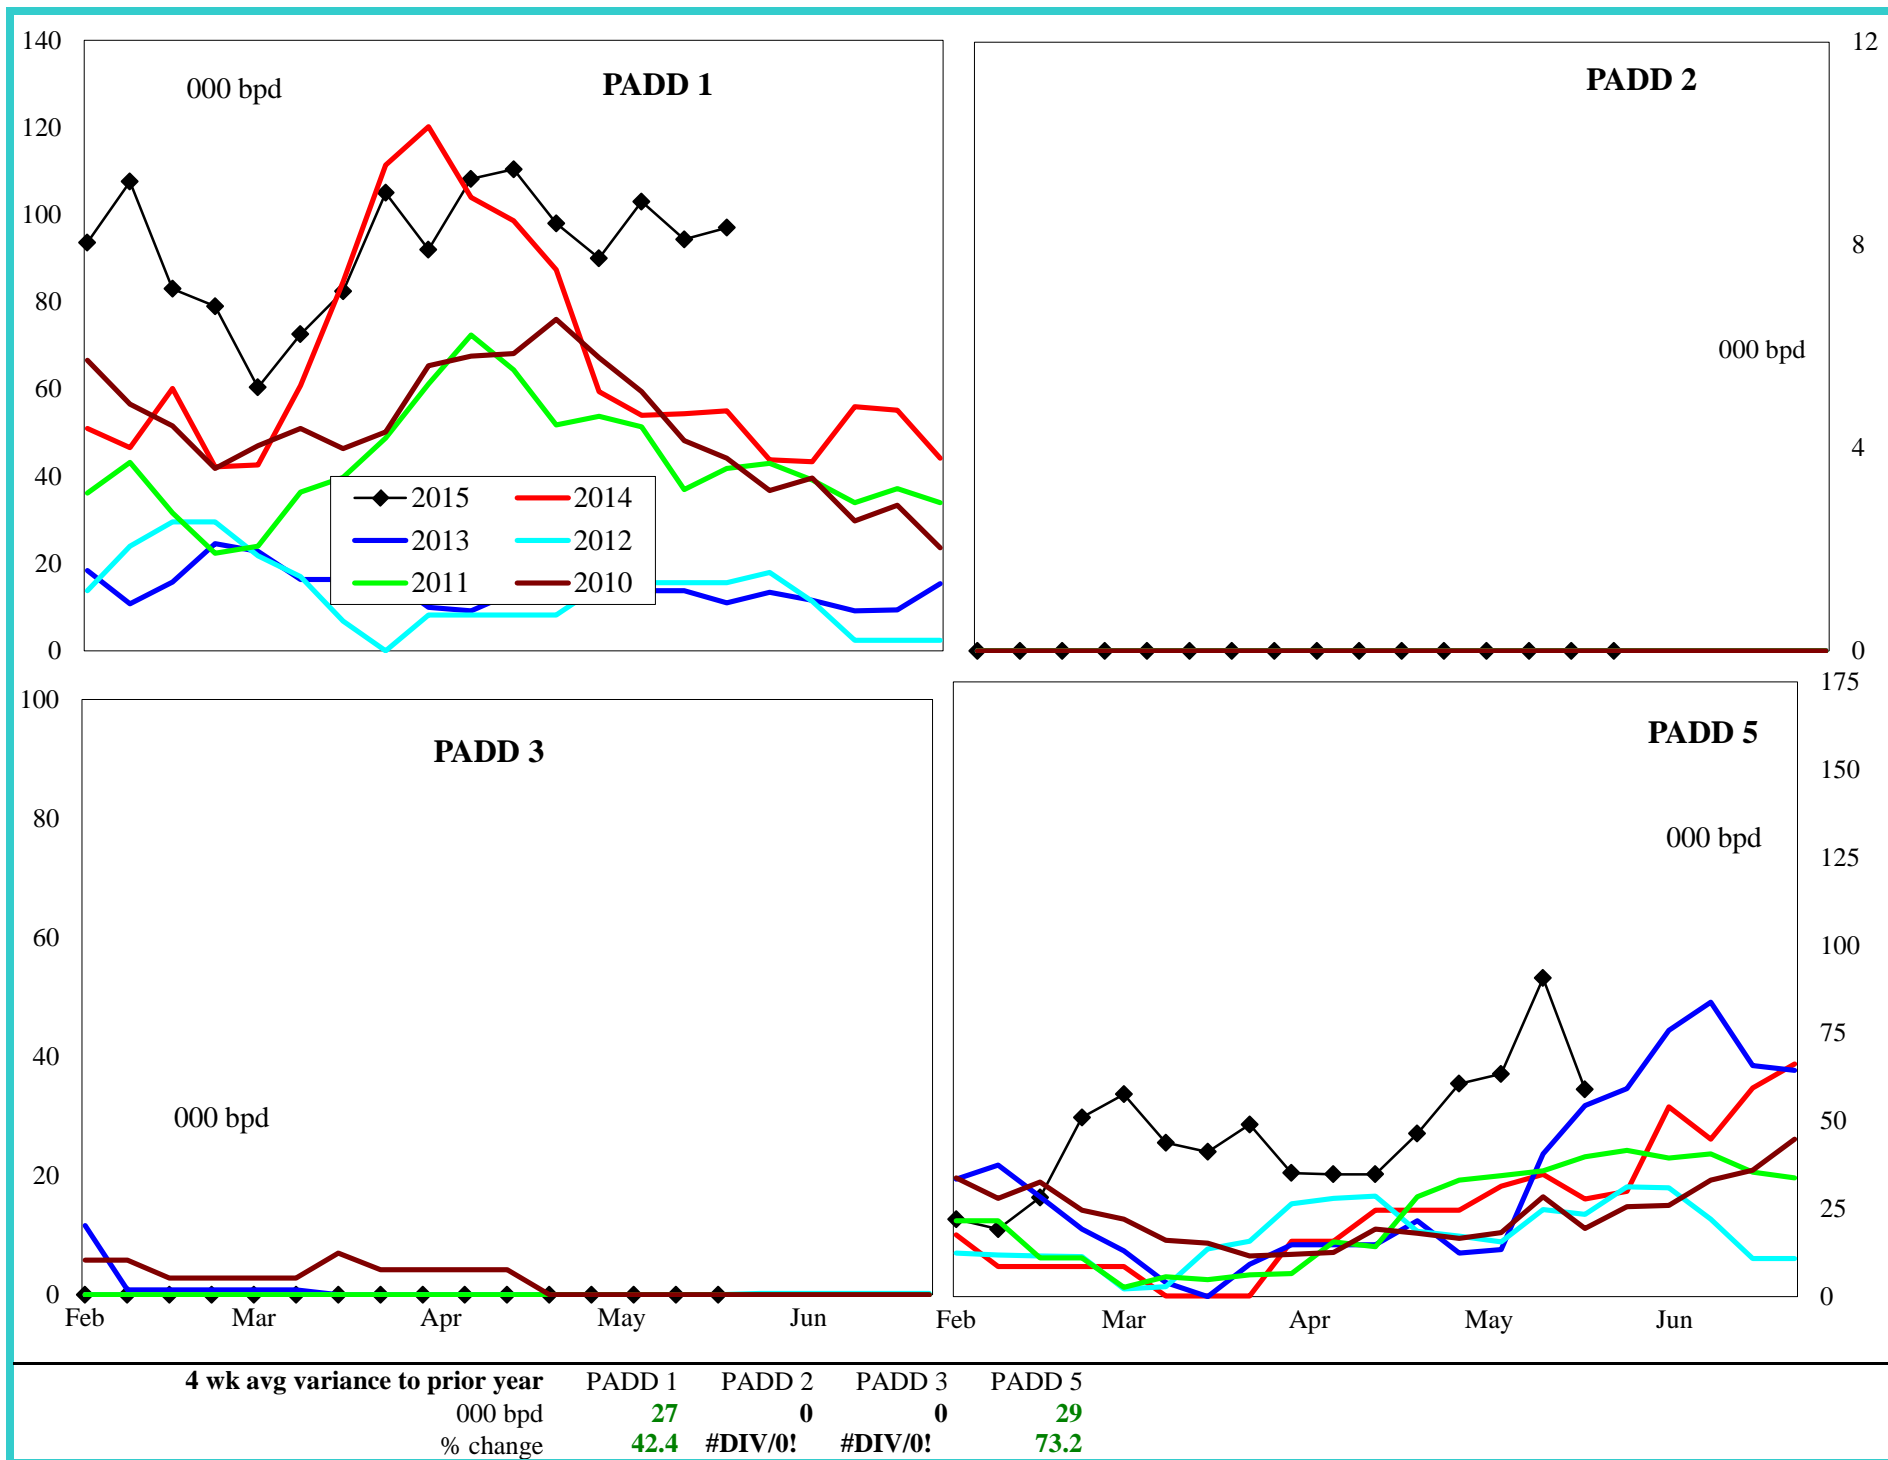 140
120
100
80
60
40
20
0
000 bpd
PADD 1
2015 2014
2013 2012
2011 2010
PADD 2
12
8
4
0
000 bpd
100
80
60
40
20
0
PADD 3
000 bpd
Feb Mar Apr May Jun
PADD 5
000 bpd
175
150
125
100
75
50
25
0
Feb Mar Apr May Jun
4 wk avg variance to prior year PADD 1 PADD 2 PADD 3 PADD 5
000 bpd 27 0 0 29
% change 42.4 #DIV/0! #DIV/0! 73.2